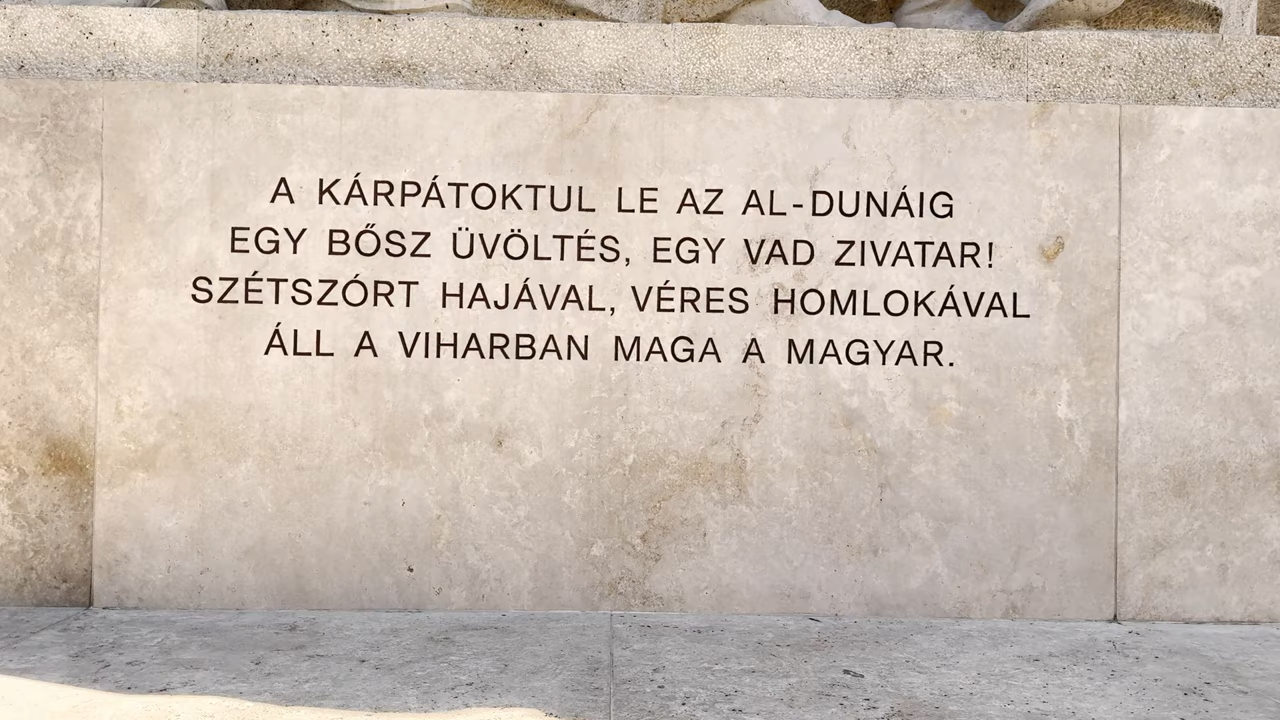 A KÁRPÁTOKTUL LE AZ AL-DUNÁIG
EGY BŐSZ ÜVÖLTÉS, EGY VAD ZIVATAR!
SZÉTSZÓRT HAJÁVAL, VÉRES HOMLOKÁVAL
ÁLL A VIHARBAN MAGA A MAGYAR.